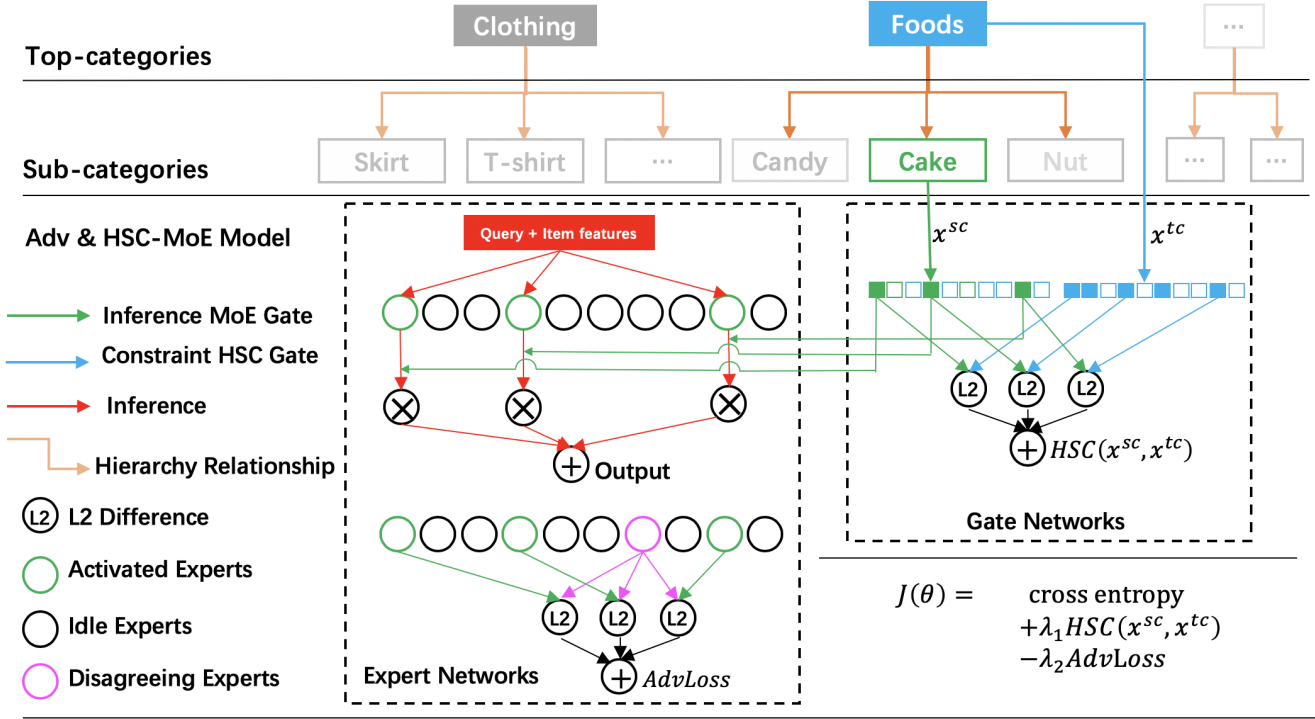 Clothing
Foods
...
Top-categories
Skirt
T-shirt
...
Candy
Cake
Nut
...
...
Sub-categories
Adv & HSC-MoE Model
Query + Item features
x^{sc}
x^{tc}
Inference MoE Gate
Constraint HSC Gate
Inference
Hierarchy Relationship
L2
L2 Difference
Activated Experts
Idle Experts
Disagreeing Experts
Output
L2
L2
L2
AdvLoss
Expert Networks
L2
L2
L2
HSC(x^{sc}, x^{tc})
Gate Networks
J(θ) = cross entropy
+λ₁HSC(x^{sc}, x^{tc})
−λ₂AdvLoss